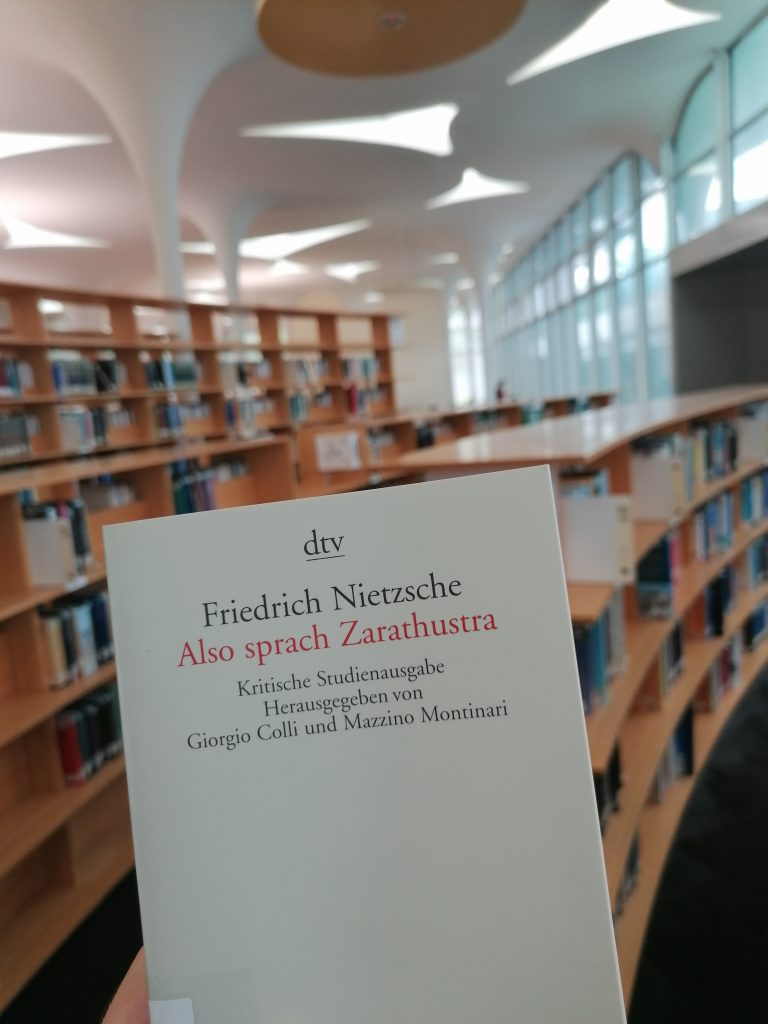 dtv
Friedrich Nietzsche
Also sprach Zarathustra
Kritische Studienausgabe
Herausgegeben von
Giorgio Colli und Mazzino Montinari